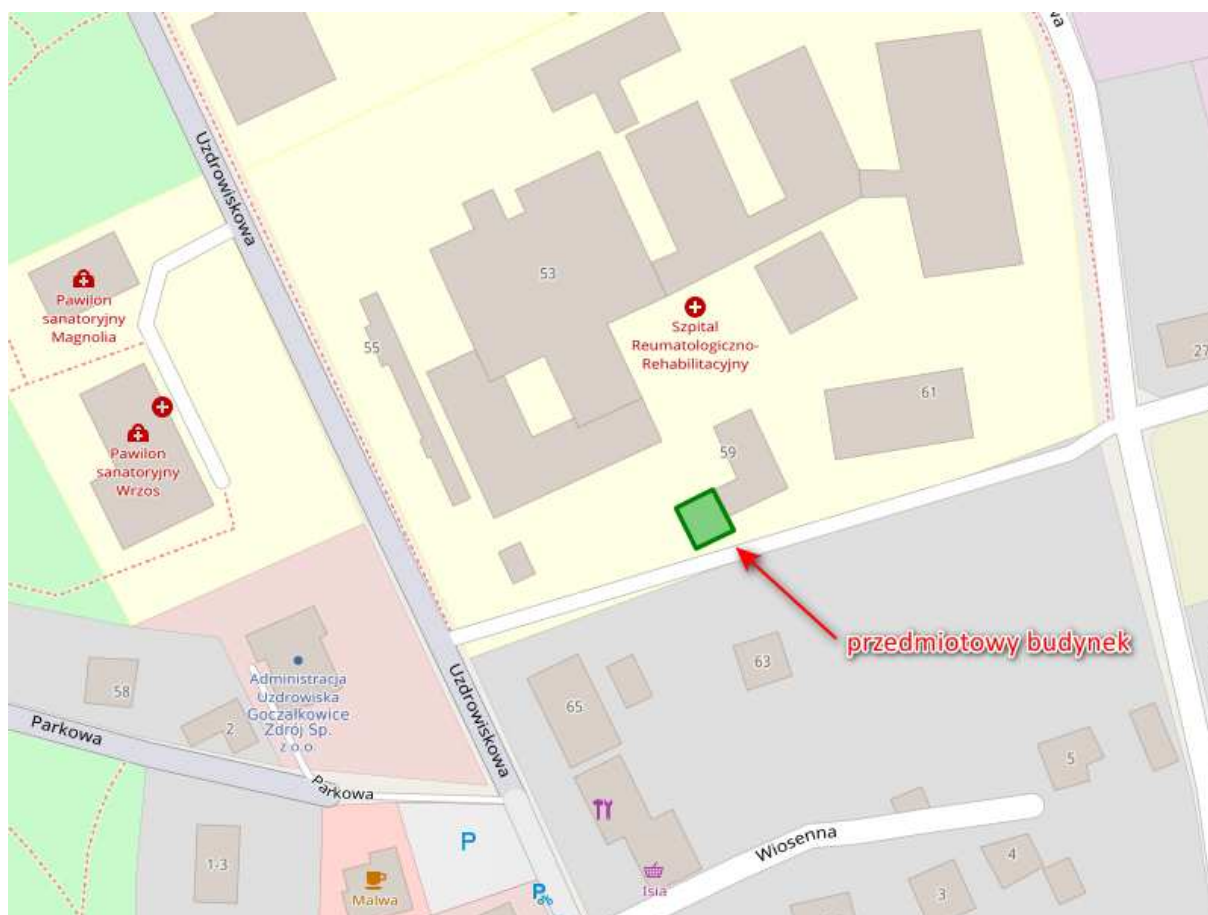 wa
Uzdrowiskowa
53
Pawilon
sanatoryjny
Magnolia
Szpital
Reumatologiczno-
Rehabilitacyjny
55
27
61
Pawilon
sanatoryjny
Wrzos
59
przedmiotowy budynek
63
58
2
Administracja
Uzdrowiska
Goczałkowice
Zdrój Sp.
z o.o.
Uzdrowiskowa
65
Parkowa
5
Parkowa
P
Wiosenna
1-3
4
Malwa
P
Isia
3